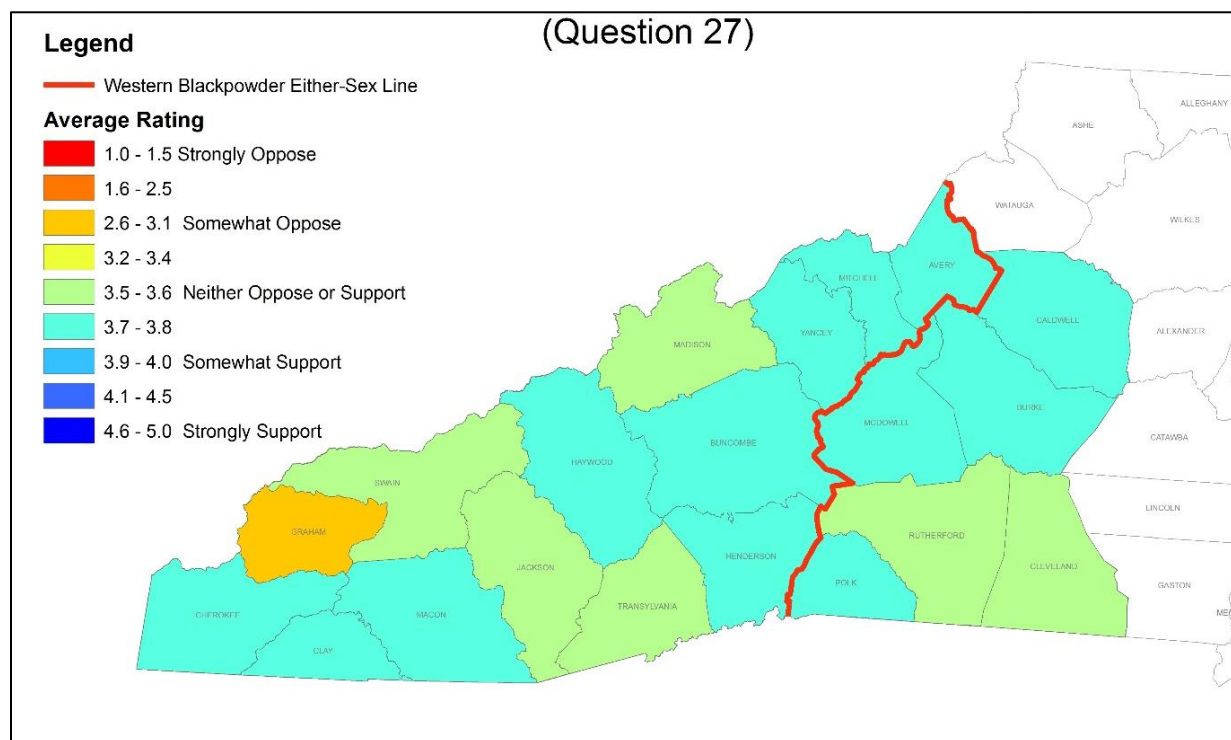 (Question 27)
Legend
Western Blackpowder Either-Sex Line
Average Rating
1.0 - 1.5 Strongly Oppose
1.6 - 2.5
2.6 - 3.1 Somewhat Oppose
3.2 - 3.4
3.5 - 3.6 Neither Oppose or Support
3.7 - 3.8
3.9 - 4.0 Somewhat Support
4.1 - 4.5
4.6 - 5.0 Strongly Support
ALLEGHANY
ASHE
WATAUGA
WILKES
AVERY
MITCHELL
CALDWELL
YANCEY
ALEXANDER
MADISON
BURKE
MCDOWELL
CATAWBA
BUNCOMBE
HAYWOOD
SWAIN
LINCOLN
GRAHAM
RUTHERFORD
HENDERSON
CLEVELAND
JACKSON
GASTON
POLK
TRANSYLVANIA
CHEROKEE
MACON
CLAY